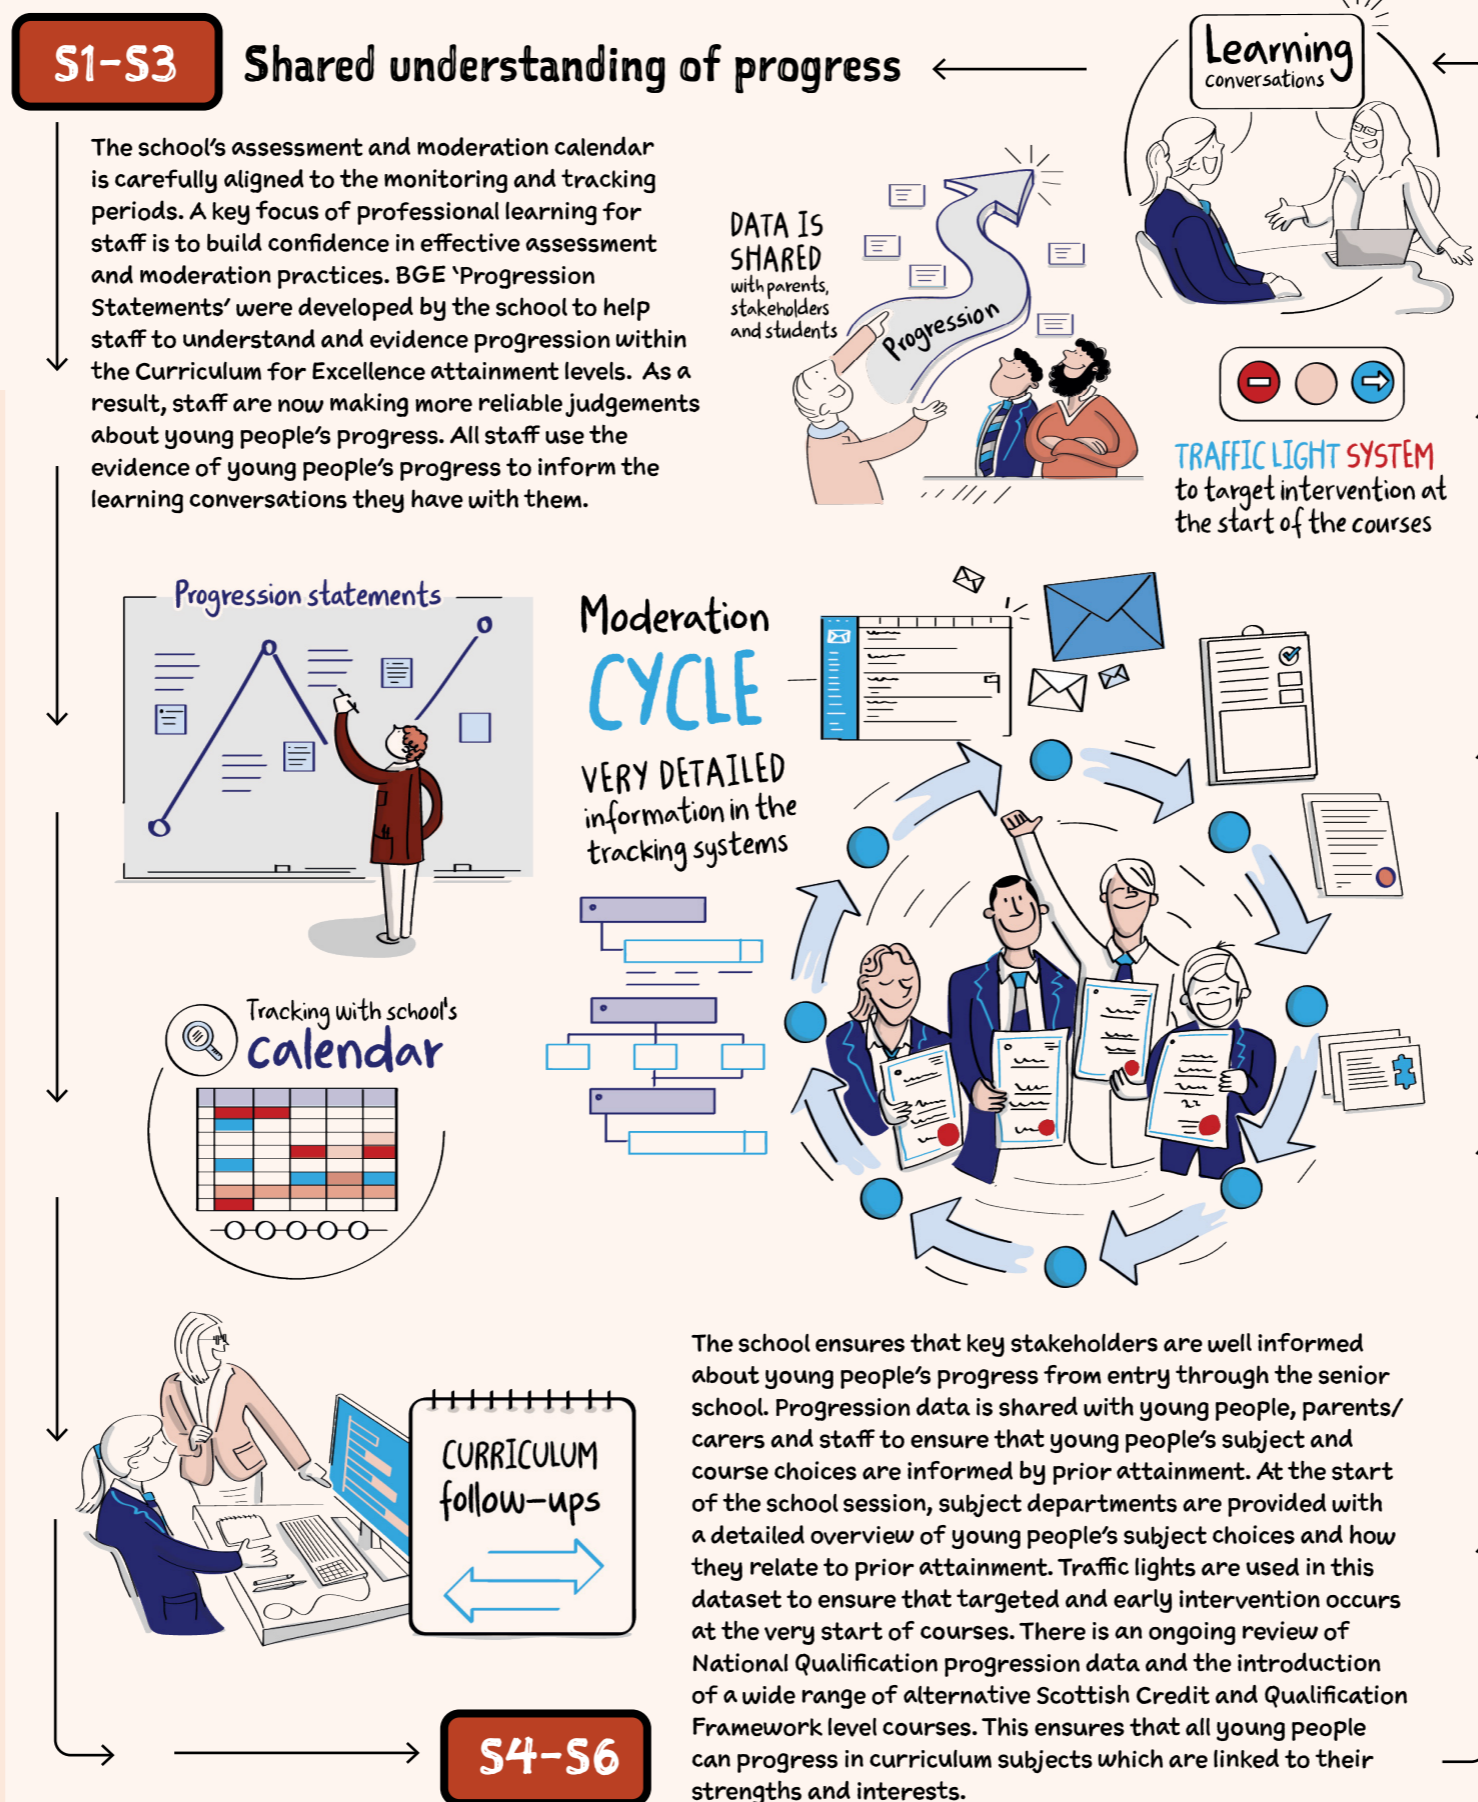 S1-S3
Shared understanding of progress
Learning
conversations
The school's assessment and moderation calendar
is carefully aligned to the monitoring and tracking
periods. A key focus of professional learning for
staff is to build confidence in effective assessment
and moderation practices. BGE ‘Progression
Statements’ were developed by the school to help
staff to understand and evidence progression within
the Curriculum for Excellence attainment levels. As a
result, staff are now making more reliable judgements
about young people's progress. All staff use the
evidence of young people's progress to inform the
learning conversations they have with them.
DATA IS
SHARED
with parents,
stakeholders
and students
Progression
TRAFFIC LIGHT SYSTEM
to target intervention at
the start of the courses
Progression statements
Moderation
CYCLE
VERY DETAILED
information in the
tracking systems
Tracking with school's
calendar
CURRICULUM
follow-ups
The school ensures that key stakeholders are well informed
about young people's progress from entry through the senior
school. Progression data is shared with young people, parents/
carers and staff to ensure that young people's subject and
course choices are informed by prior attainment. At the start
of the school session, subject departments are provided with
a detailed overview of young people's subject choices and how
they relate to prior attainment. Traffic lights are used in this
dataset to ensure that targeted and early intervention occurs
at the very start of courses. There is an ongoing review of
National Qualification progression data and the introduction
of a wide range of alternative Scottish Credit and Qualification
Framework level courses. This ensures that all young people
can progress in curriculum subjects which are linked to their
strengths and interests.
S4-S6